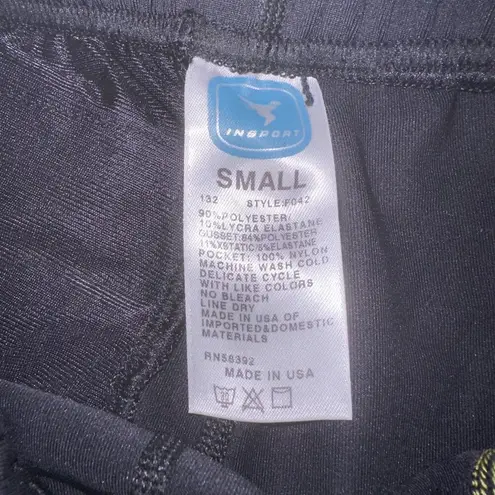 INSPORT
SMALL
132 STYLE:F042
90%POLYESTER/
10%LYCRA ELASTANE
GUSSET:84%POLYESTER
11%XSTATIC/5%ELASTANE
POCKET: 100% NYLON
MACHINE WASH COLD
DELICATE CYCLE
WITH LIKE COLORS
NO BLEACH
LINE DRY
MADE IN USA OF
IMPORTED&DOMESTIC
MATERIALS
RN58392
MADE IN USA